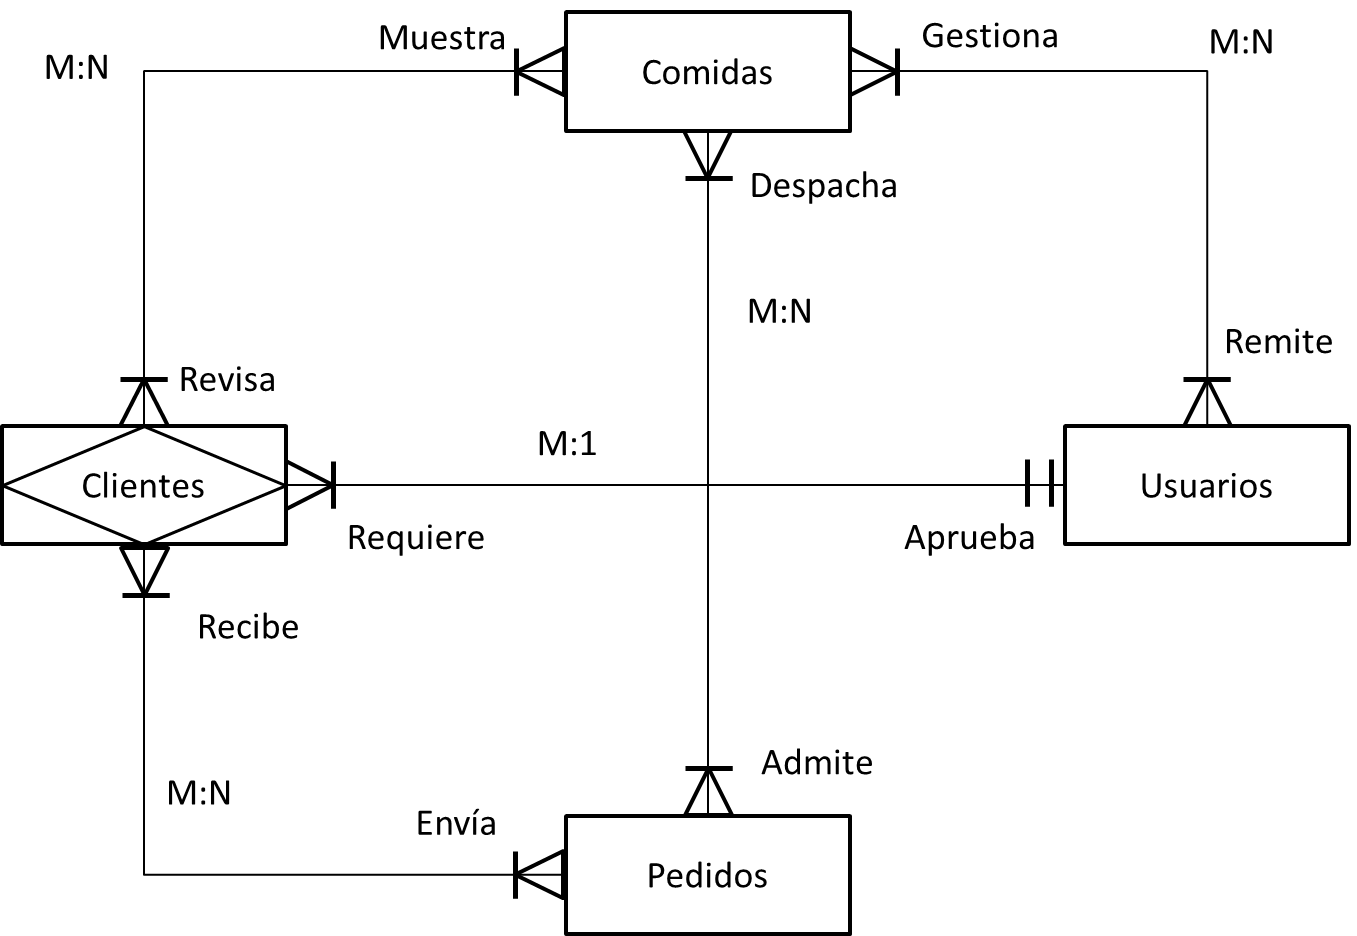 Muestra
Gestiona
M:N
M:N
Comidas
Despacha
M:N
Remite
Revisa
M:1
Clientes
Usuarios
Requiere
Aprueba
Recibe
Admite
M:N
Envía
Pedidos